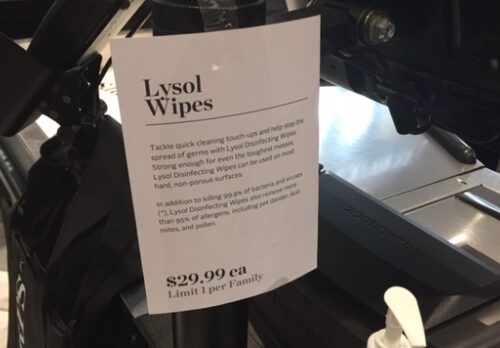 Lysol
Wipes
Tackle quick cleaning touch-ups and help stop the
spread of germs with Lysol Disinfecting Wipes.
Strong enough for even the toughest messes.
Lysol Disinfecting Wipes can be used on most
hard, non-porous surfaces.
In addition to killing 99.9% of bacteria and viruses
(*), Lysol Disinfecting Wipes also remove more
than 95% of allergens, including pet dander, dust
mites, and pollen.
$29.99 ea
Limit 1 per Family